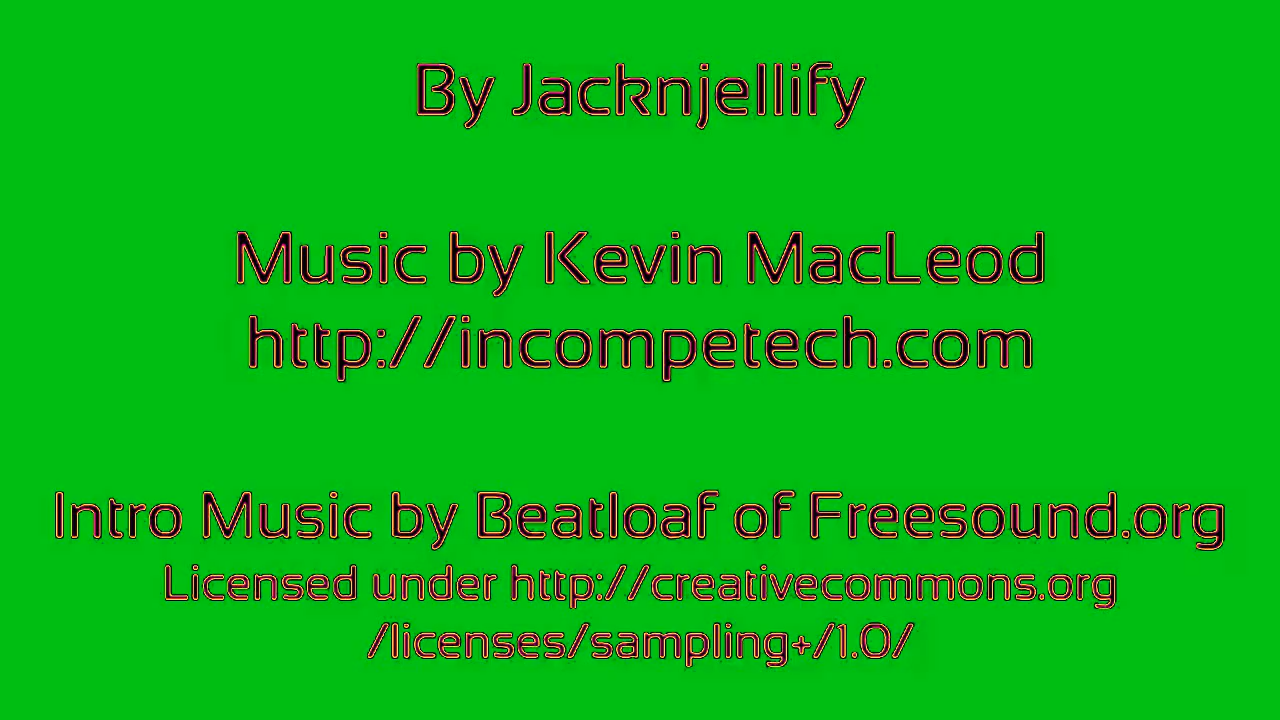 By Jacknjellify
Music by Kevin MacLeod
http://incompetech.com
Intro Music by Beatloaf of Freesound.org
Licensed under http://creativecommons.org
/licenses/sampling+/1.0/